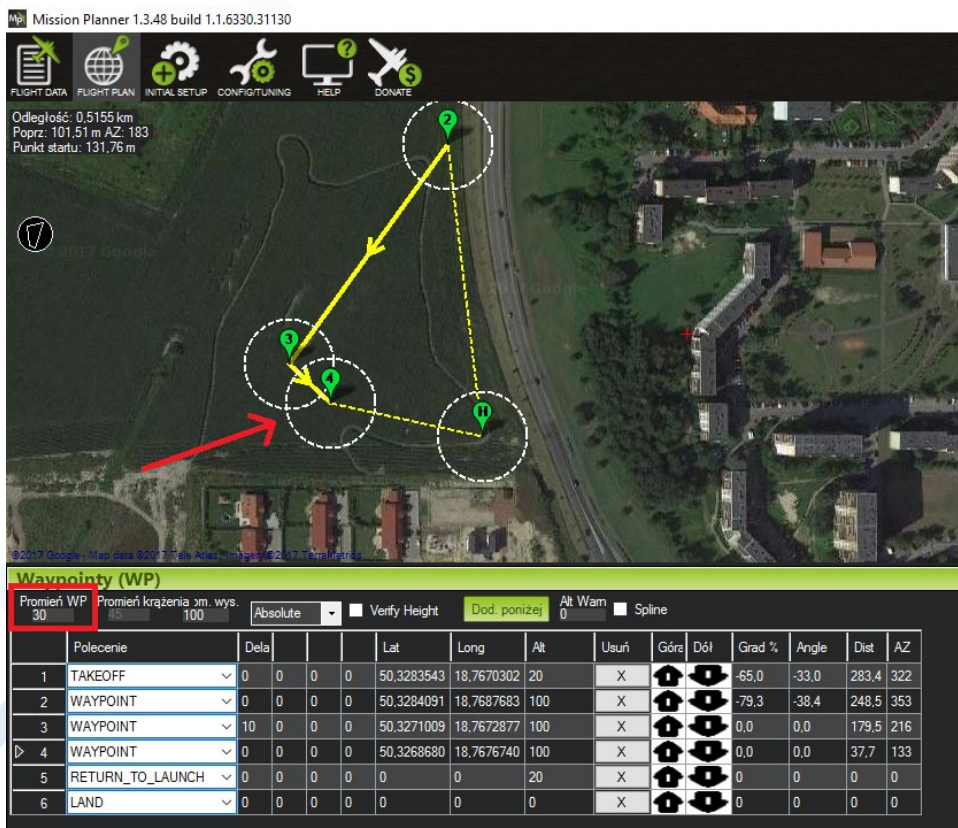 Mission Planner 1.3.48 build 1.1.6330.31130
FLIGHT DATA FLIGHT PLAN INITIAL SETUP CONFIG/TUNING HELP DONATE
Odległość: 0,5155 km
Poprz: 101,51 m AZ: 183
Punkt startu: 131,76 m
2
3
4
H
©2017 Google - Map data ©2017 Tele Atlas, Imagery ©2017 TerraMetrics
Waypointy (WP)
Promień WP Promień krążenia om. wys. Alt Warn
30 45 100 Absolute Verify Height Dod. poniżej 0 Spline
Polecenie Dela Lat Long Alt Usuń Góra Dół Grad % Angle Dist AZ
1 TAKEOFF 0 0 0 0 50,3283543 18,7670302 20 X -65,0 -33,0 283,4 322
2 WAYPOINT 0 0 0 0 50,3284091 18,7687683 100 X -79,3 -38,4 248,5 353
3 WAYPOINT 10 0 0 0 50,3271009 18,7672877 100 X 0,0 0,0 179,5 216
4 WAYPOINT 0 0 0 0 50,3268680 18,7676740 100 X 0,0 0,0 37,7 133
5 RETURN_TO_LAUNCH 0 0 0 0 0 0 20 X 0 0 0 0
6 LAND 0 0 0 0 0 0 0 X 0 0 0 0